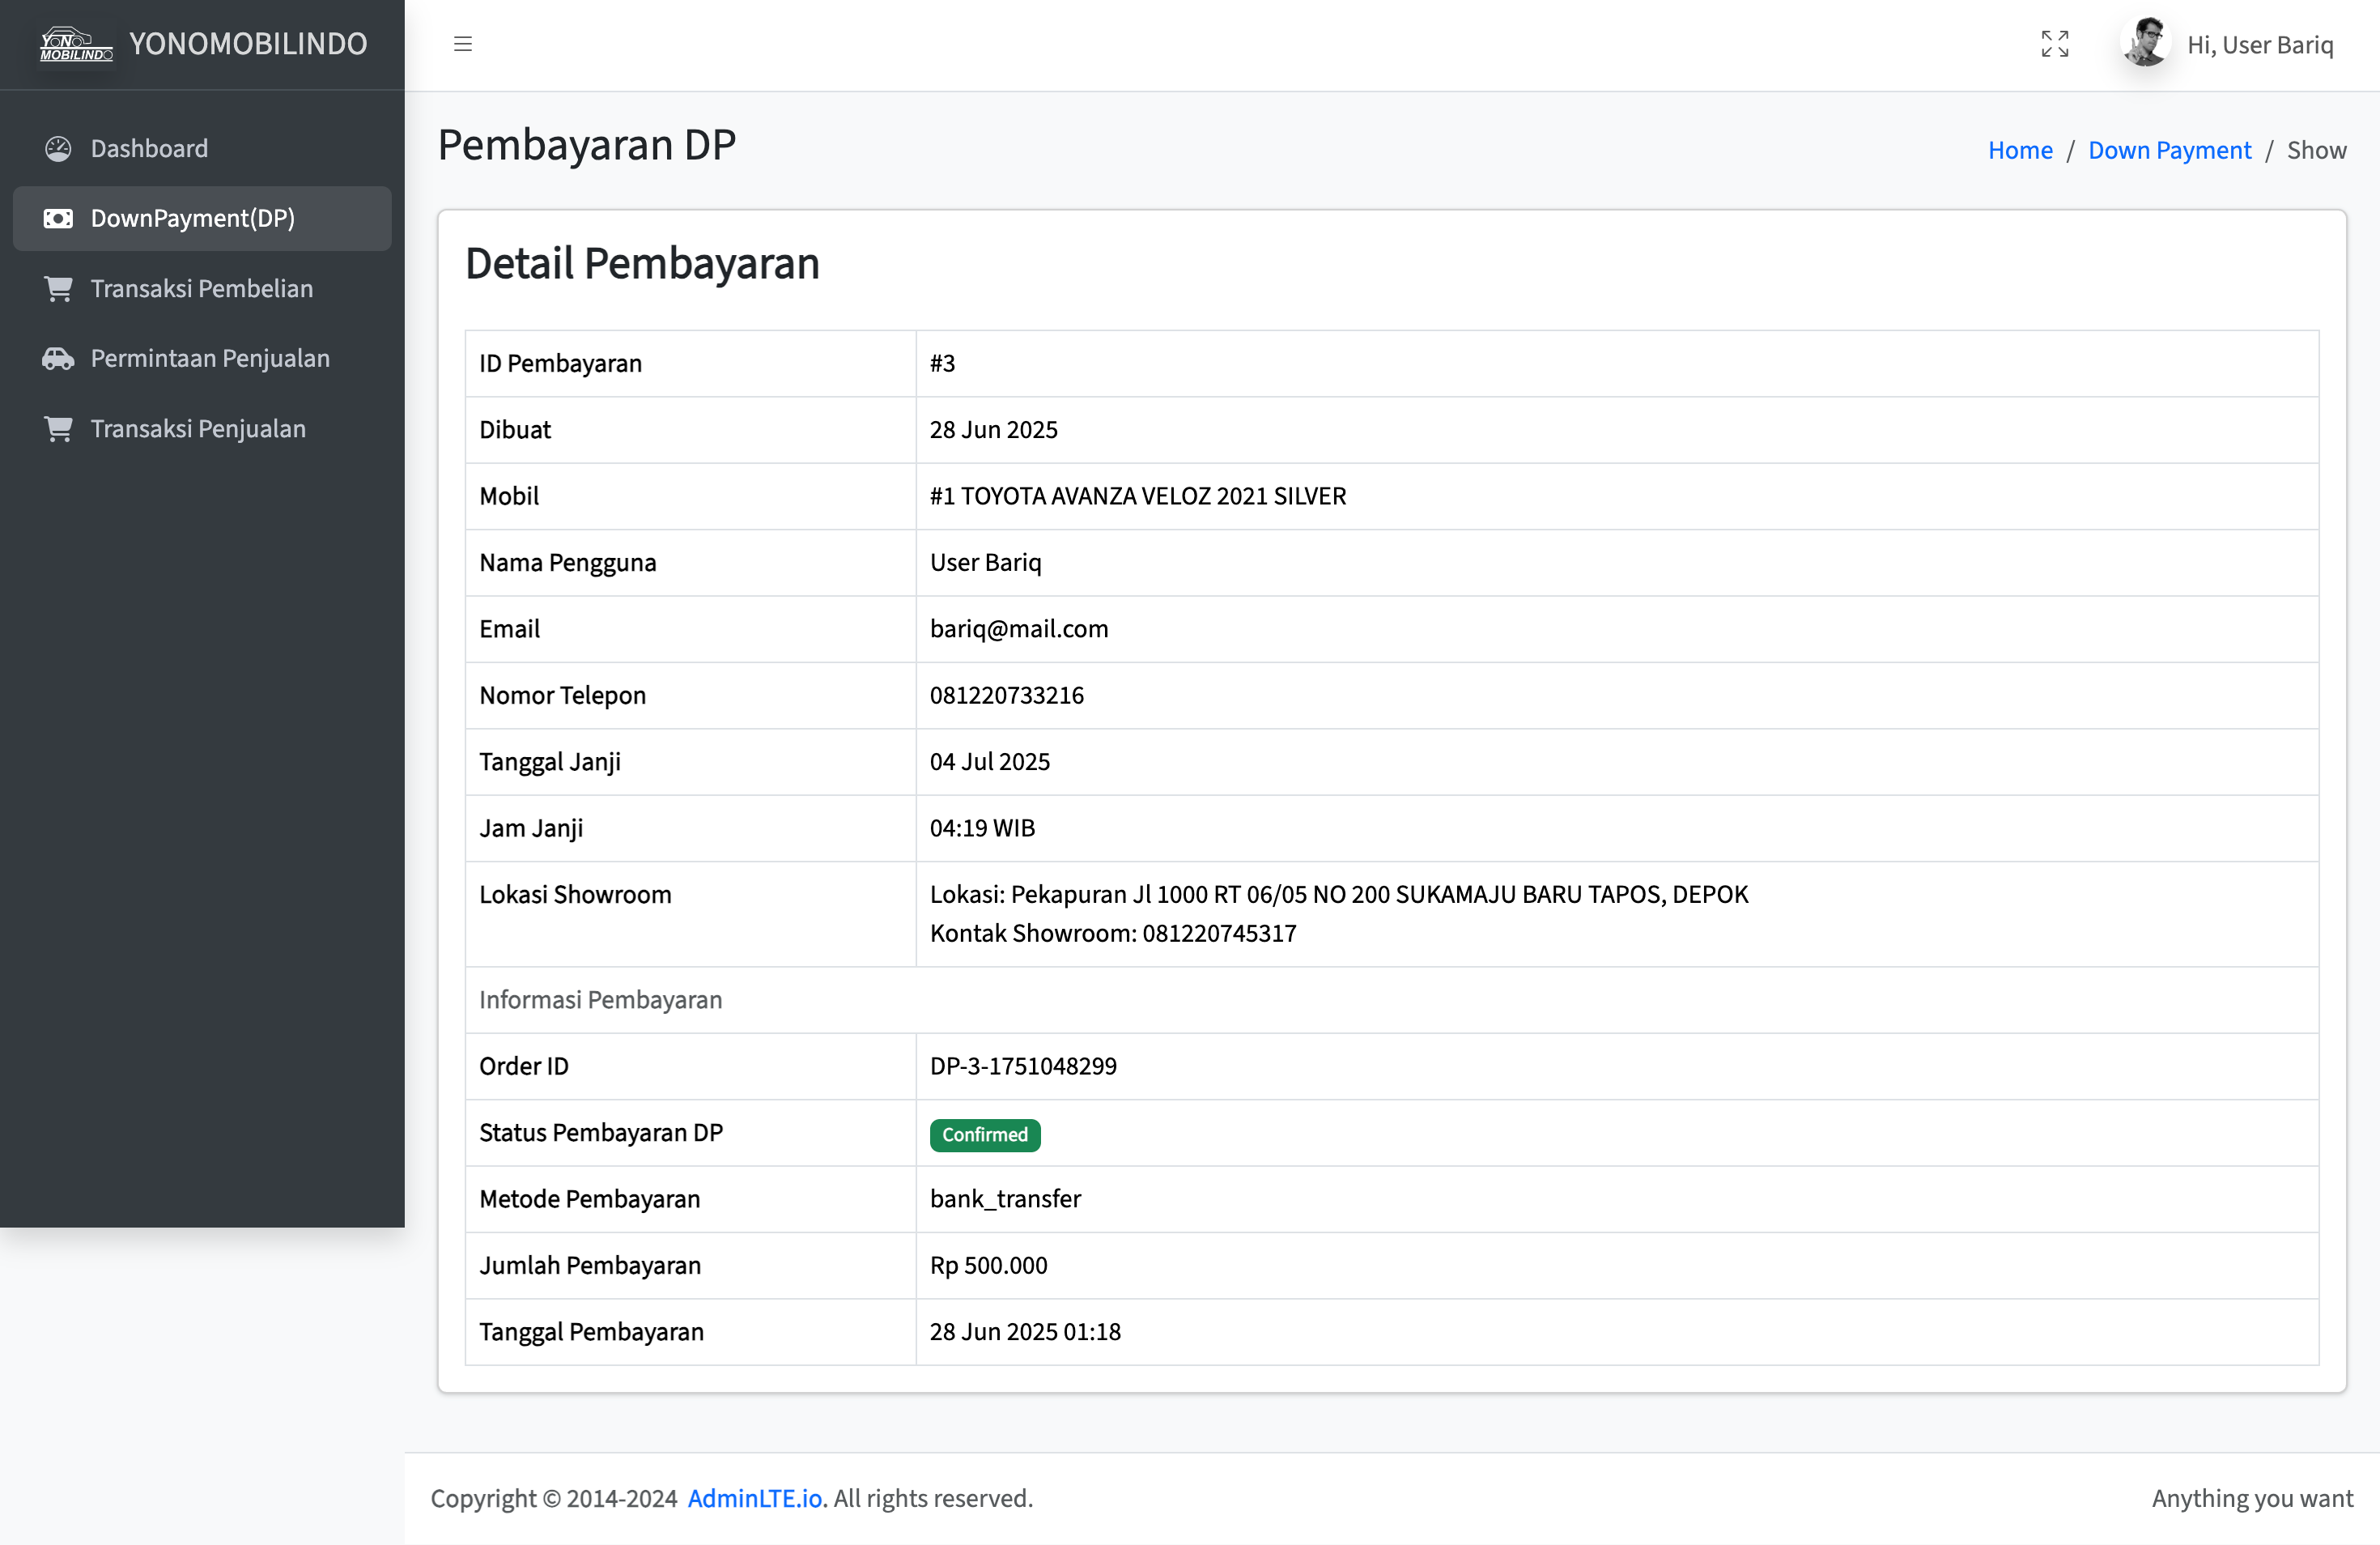 YONO MOBILINDO
YONOMOBILINDO
Hi, User Bariq
Dashboard
DownPayment(DP)
Transaksi Pembelian
Permintaan Penjualan
Transaksi Penjualan
Pembayaran DP
Home / Down Payment / Show
Detail Pembayaran
ID Pembayaran #3
Dibuat 28 Jun 2025
Mobil #1 TOYOTA AVANZA VELOZ 2021 SILVER
Nama Pengguna User Bariq
Email bariq@mail.com
Nomor Telepon 081220733216
Tanggal Janji 04 Jul 2025
Jam Janji 04:19 WIB
Lokasi Showroom Lokasi: Pekapuran Jl 1000 RT 06/05 NO 200 SUKAMAJU BARU TAPOS, DEPOK
Kontak Showroom: 081220745317
Informasi Pembayaran
Order ID DP-3-1751048299
Status Pembayaran DP Confirmed
Metode Pembayaran bank_transfer
Jumlah Pembayaran Rp 500.000
Tanggal Pembayaran 28 Jun 2025 01:18
Copyright © 2014-2024 AdminLTE.io. All rights reserved.
Anything you want